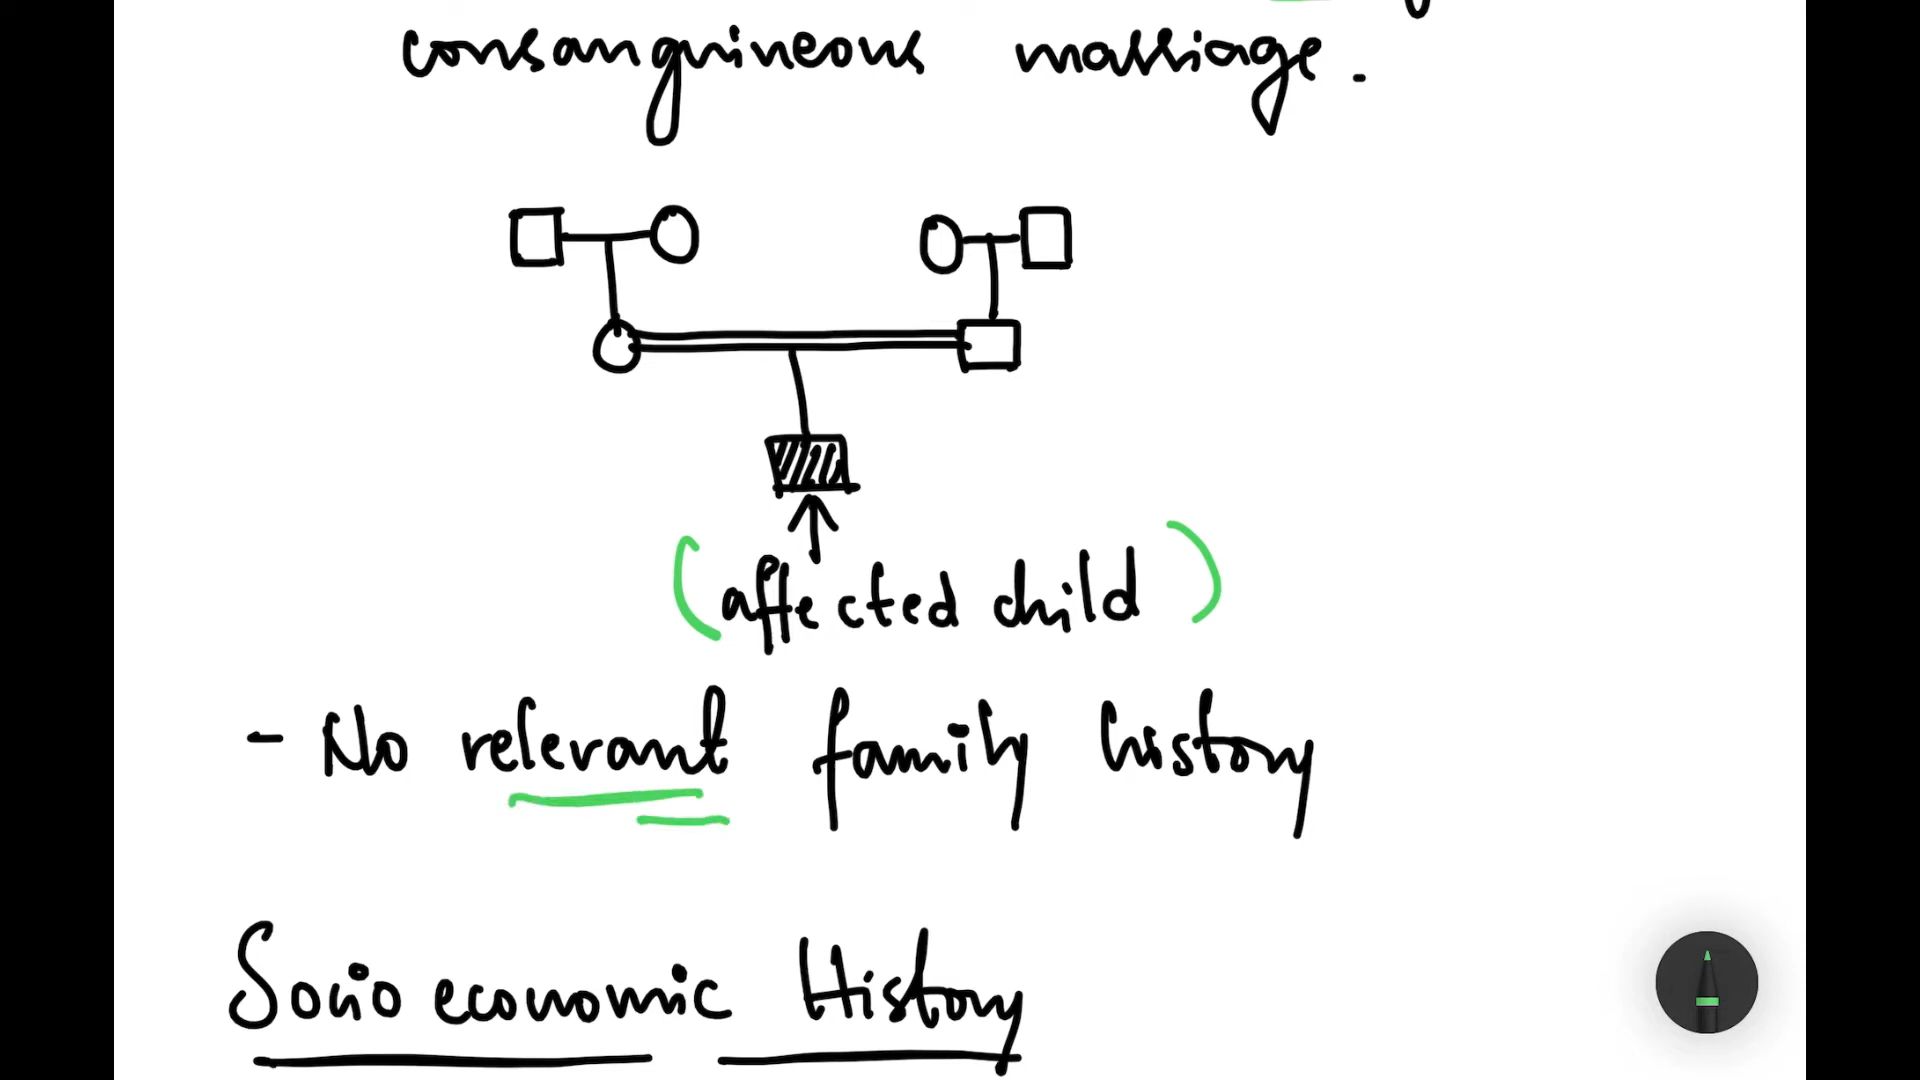 consanguineous marriage.
(affected child)
- No relevant family history
Socio economic History